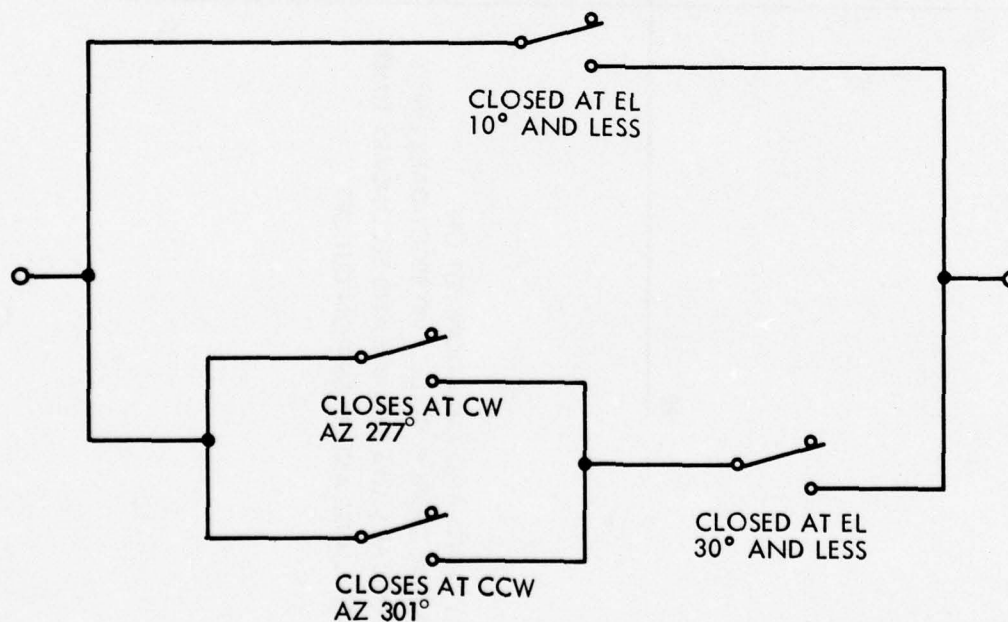 CLOSED AT EL
10° AND LESS
CLOSES AT CW
AZ 277°
CLOSED AT EL
30° AND LESS
CLOSES AT CCW
AZ 301°